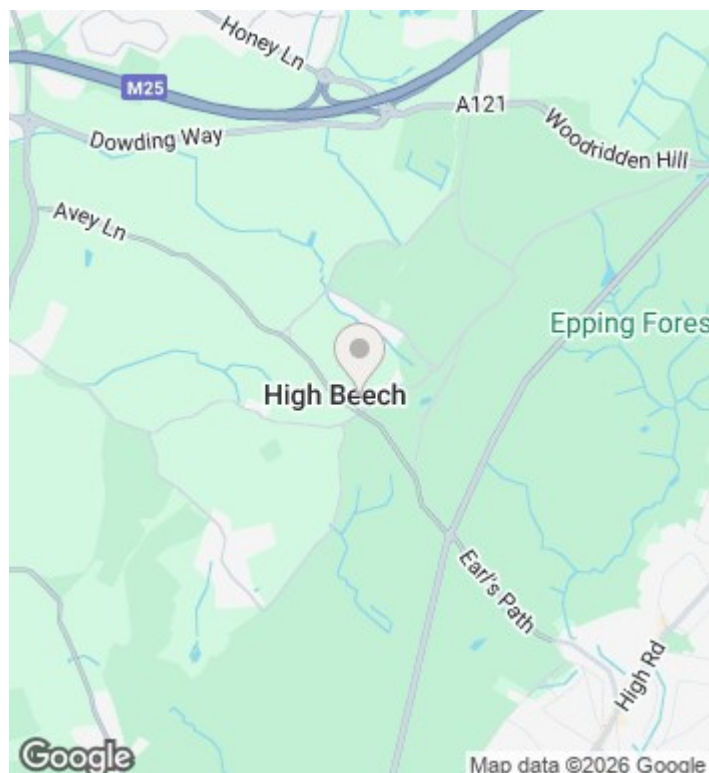 Honey Ln
M25
A121
Dowding Way
Woodridden Hill
Avey Ln
Epping Fores
High Beech
Earl's Path
High Rd
Google
Map data ©2026 Google